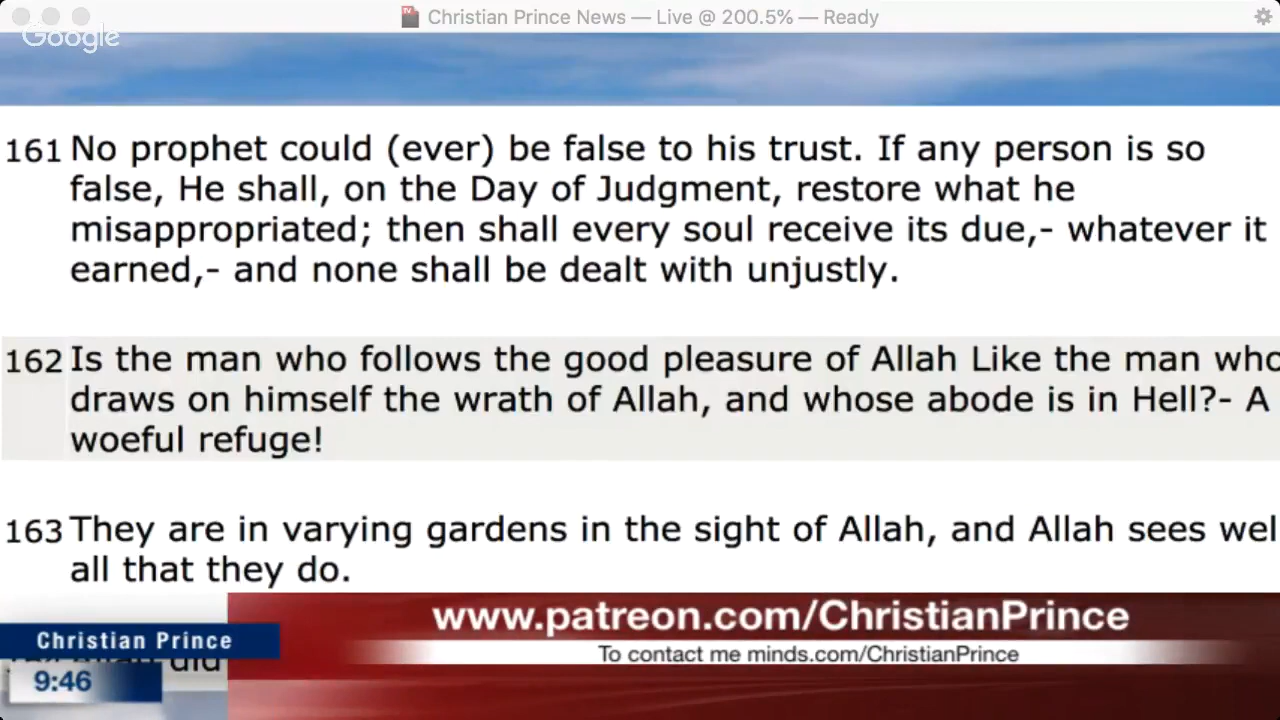 Christian Prince News — Live @ 200.5% — Ready
Google
161 No prophet could (ever) be false to his trust. If any person is so
false, He shall, on the Day of Judgment, restore what he
misappropriated; then shall every soul receive its due,- whatever it
earned,- and none shall be dealt with unjustly.
162 Is the man who follows the good pleasure of Allah Like the man who
draws on himself the wrath of Allah, and whose abode is in Hell?- A
woeful refuge!
163 They are in varying gardens in the sight of Allah, and Allah sees wel
all that they do.
www.patreon.com/ChristianPrince
Christian Prince
To contact me minds.com/ChristianPrince
did
9:46